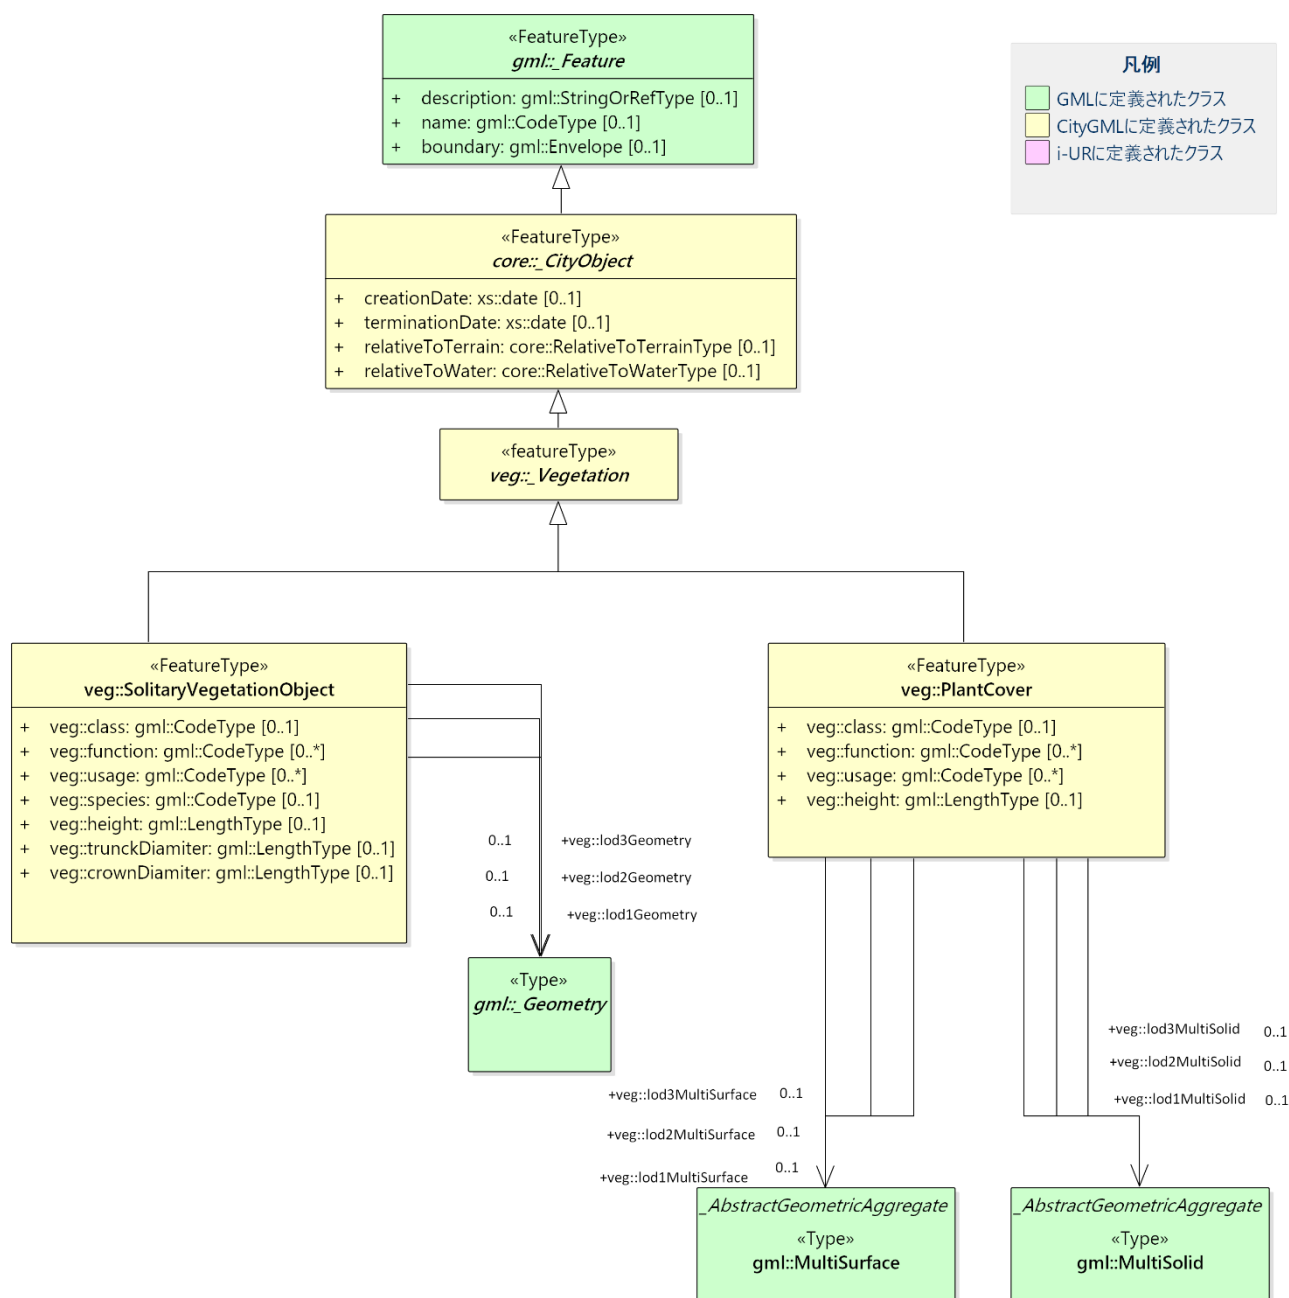 «FeatureType»
gml::_Feature
+ description: gml::StringOrRefType [0..1]
+ name: gml::CodeType [0..1]
+ boundary: gml::Envelope [0..1]
凡例
GMLに定義されたクラス
CityGMLに定義されたクラス
i-URに定義されたクラス
«FeatureType»
core::_CityObject
+ creationDate: xs::date [0..1]
+ terminationDate: xs::date [0..1]
+ relativeToTerrain: core::RelativeToTerrainType [0..1]
+ relativeToWater: core::RelativeToWaterType [0..1]
«featureType»
veg::_Vegetation
«FeatureType»
veg::SolitaryVegetationObject
+ veg::class: gml::CodeType [0..1]
+ veg::function: gml::CodeType [0..*]
+ veg::usage: gml::CodeType [0..*]
+ veg::species: gml::CodeType [0..1]
+ veg::height: gml::LengthType [0..1]
+ veg::trunckDiamiter: gml::LengthType [0..1]
+ veg::crownDiamiter: gml::LengthType [0..1]
«FeatureType»
veg::PlantCover
+ veg::class: gml::CodeType [0..1]
+ veg::function: gml::CodeType [0..*]
+ veg::usage: gml::CodeType [0..*]
+ veg::height: gml::LengthType [0..1]
0..1 +veg::lod3Geometry
0..1 +veg::lod2Geometry
0..1 +veg::lod1Geometry
«Type»
gml::_Geometry
+veg::lod3MultiSolid 0..1
+veg::lod2MultiSolid 0..1
+veg::lod1MultiSolid 0..1
+veg::lod3MultiSurface 0..1
+veg::lod2MultiSurface 0..1
+veg::lod1MultiSurface 0..1
_AbstractGeometricAggregate
«Type»
gml::MultiSurface
_AbstractGeometricAggregate
«Type»
gml::MultiSolid